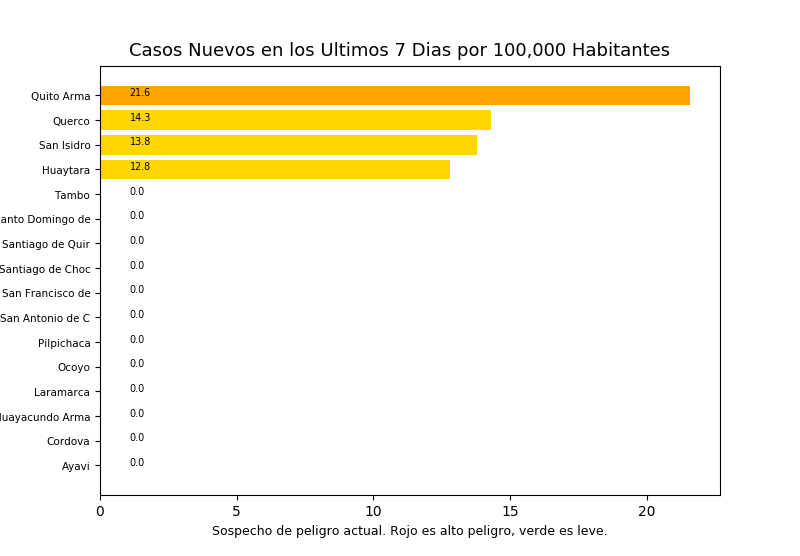 Casos Nuevos en los Ultimos 7 Dias por 100,000 Habitantes
Quito Arma 21.6
Querco 14.3
San Isidro 13.8
Huaytara 12.8
Tambo 0.0
anto Domingo de 0.0
Santiago de Quir 0.0
Santiago de Choc 0.0
San Francisco de 0.0
San Antonio de C 0.0
Pilpichaca 0.0
Ocoyo 0.0
Laramarca 0.0
uayacundo Arma 0.0
Cordova 0.0
Ayavi 0.0
0 5 10 15 20
Sospecho de peligro actual. Rojo es alto peligro, verde es leve.